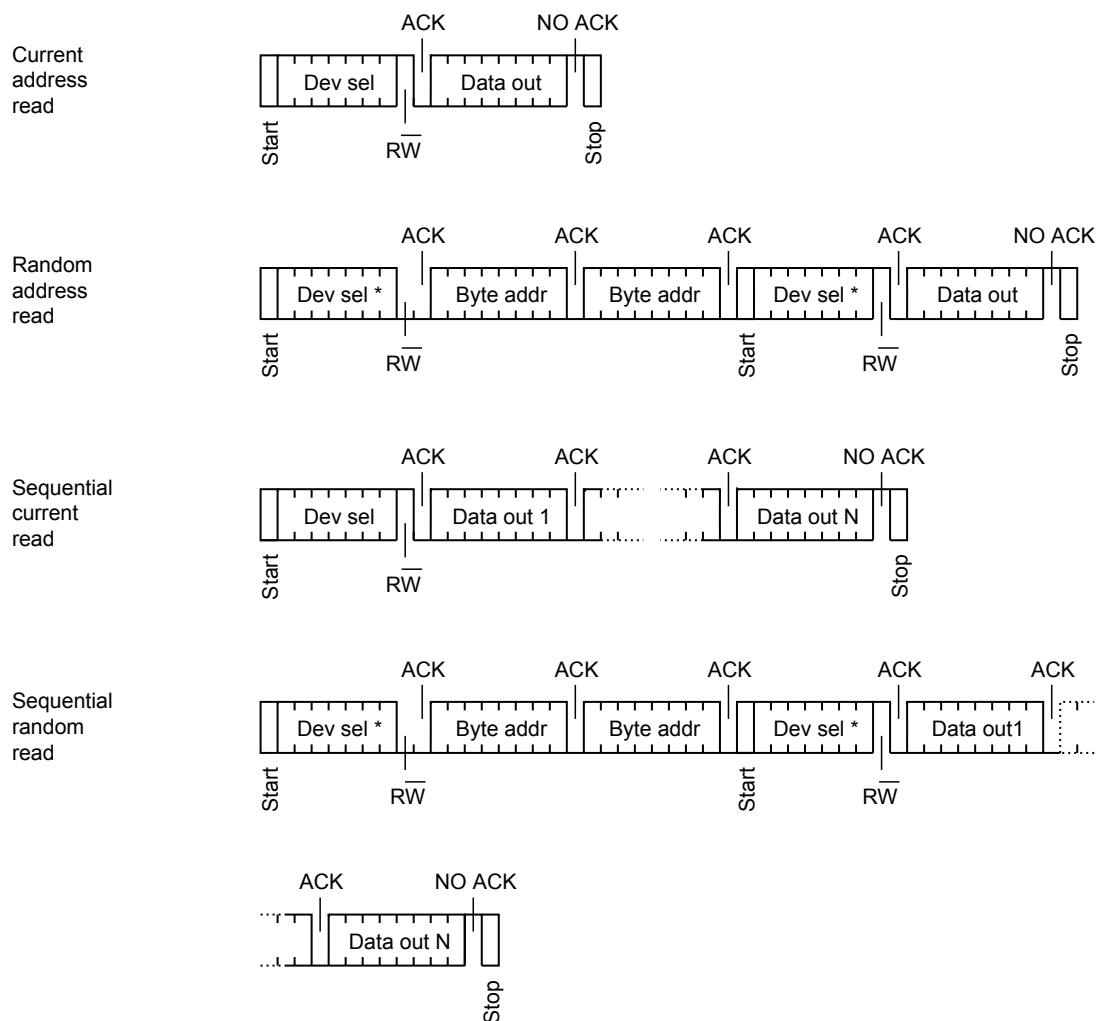 ACK
NO ACK
Current
address
read
Dev sel
Data out
Start
RW
Stop
ACK
ACK
ACK
ACK
NO ACK
Random
address
read
Dev sel *
Byte addr
Byte addr
Dev sel *
Data out
Start
RW
Start
RW
Stop
ACK
ACK
ACK
NO ACK
Sequential
current
read
Dev sel
Data out 1
Data out N
Start
RW
Stop
ACK
ACK
ACK
ACK
ACK
Sequential
random
read
Dev sel *
Byte addr
Byte addr
Dev sel *
Data out1
Start
RW
Start
RW
ACK
NO ACK
Data out N
Stop